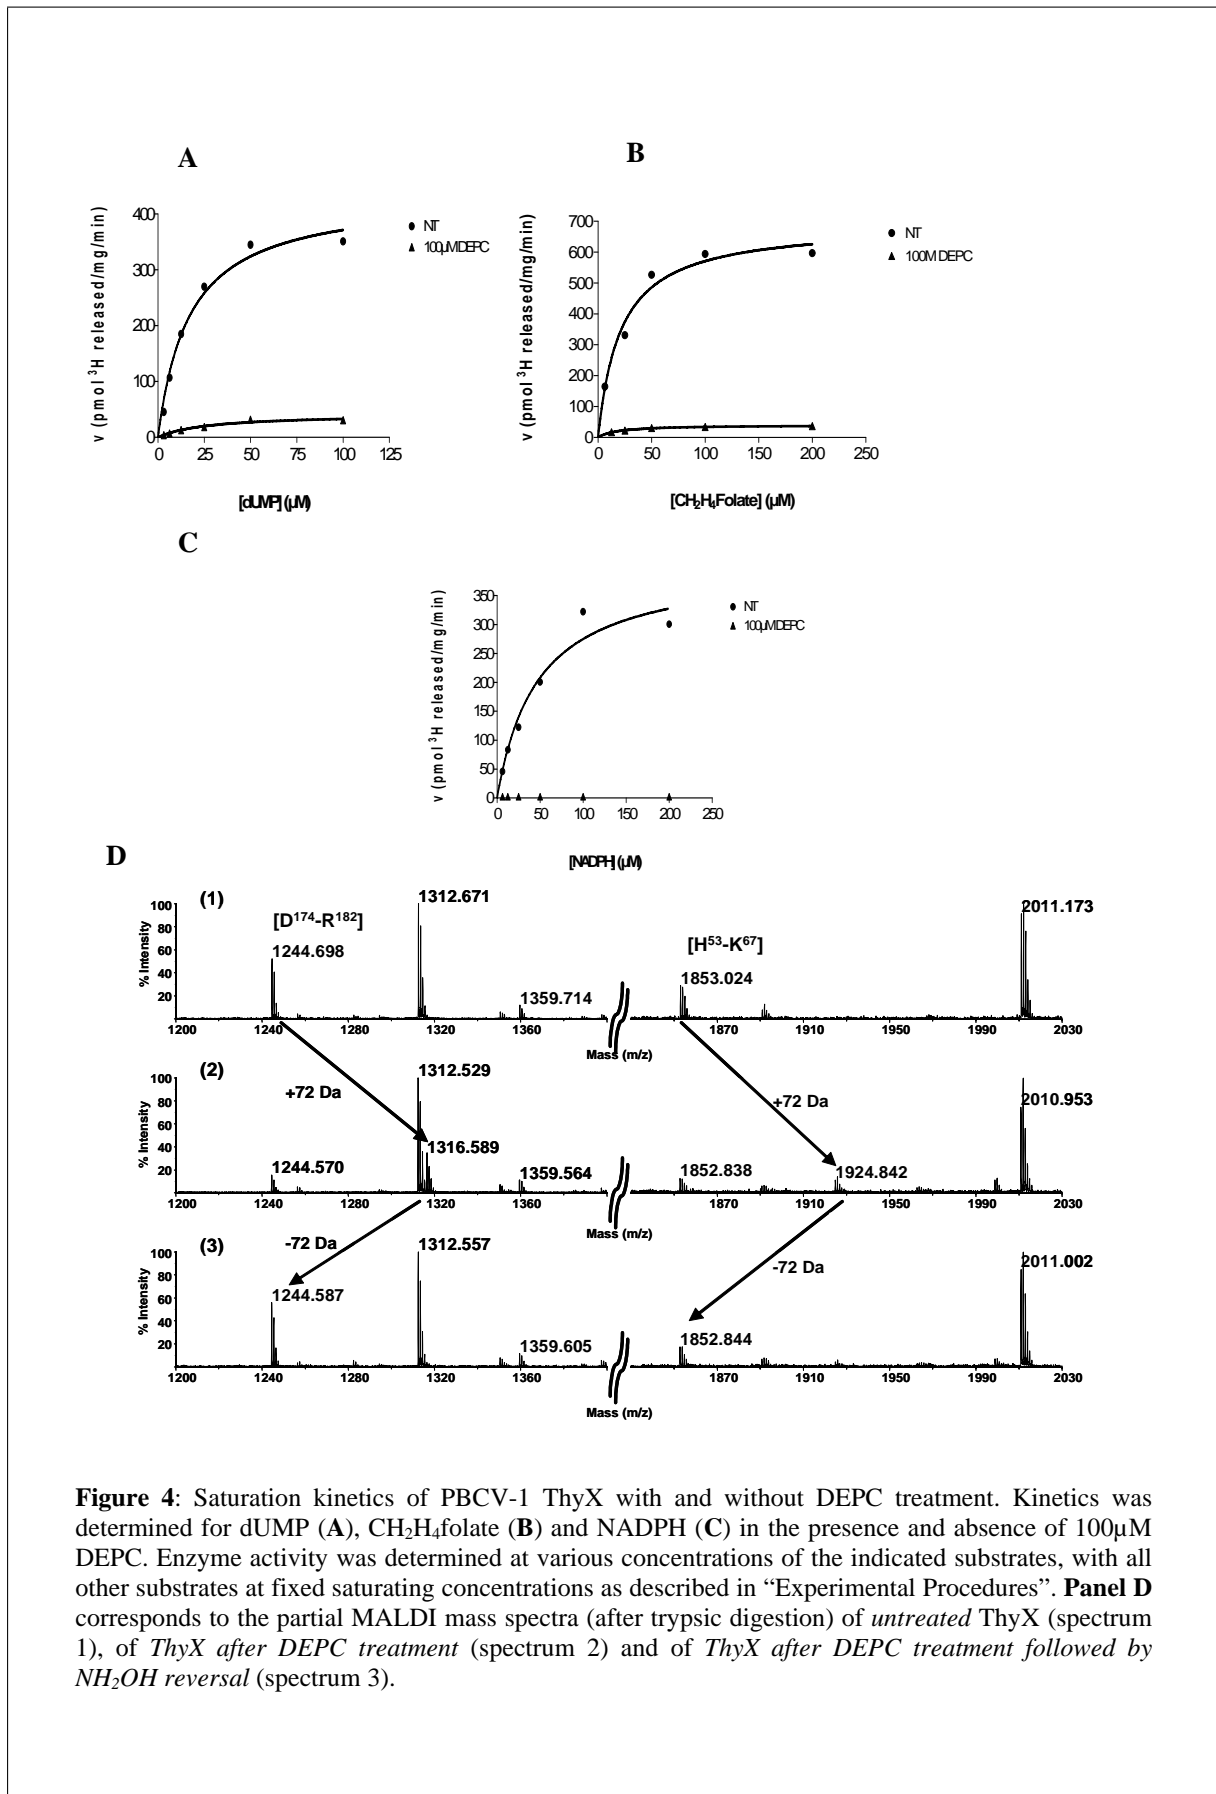 A
v (pmol ³H released/mg/min)
400
300
200
100
0
0 25 50 75 100 125
[dUMP] (µM)
NT
100µMDEPC
B
v (pmol ³H released/mg/min)
700
600
500
400
300
200
100
0
0 50 100 150 200 250
[CH₂H₄Folate] (µM)
NT
100M DEPC
C
v (pmol ³H released/mg/min)
350
300
250
200
150
100
50
0
0 50 100 150 200 250
[NADPH] (µM)
NT
100µMDEPC
D
(1)
% Intensity
100
80
60
40
20
[D¹⁷⁴-R¹⁸²]
1244.698
1312.671
1359.714
[H⁵³-K⁶⁷]
1853.024
2011.173
1200 1240 1280 1320 1360 1870 1910 1950 1990 2030
Mass (m/z)
+72 Da
+72 Da
(2)
% Intensity
100
80
60
40
20
1244.570
1312.529
1316.589
1359.564
1852.838
1924.842
2010.953
1200 1240 1280 1320 1360 1870 1910 1950 1990 2030
Mass (m/z)
-72 Da
-72 Da
(3)
% Intensity
100
80
60
40
20
1244.587
1312.557
1359.605
1852.844
2011.002
1200 1240 1280 1320 1360 1870 1910 1950 1990 2030
Mass (m/z)
Figure 4: Saturation kinetics of PBCV-1 ThyX with and without DEPC treatment. Kinetics was
determined for dUMP (A), CH₂H₄folate (B) and NADPH (C) in the presence and absence of 100µM
DEPC. Enzyme activity was determined at various concentrations of the indicated substrates, with all
other substrates at fixed saturating concentrations as described in “Experimental Procedures”. Panel D
corresponds to the partial MALDI mass spectra (after trypsic digestion) of untreated ThyX (spectrum
1), of ThyX after DEPC treatment (spectrum 2) and of ThyX after DEPC treatment followed by
NH₂OH reversal (spectrum 3).